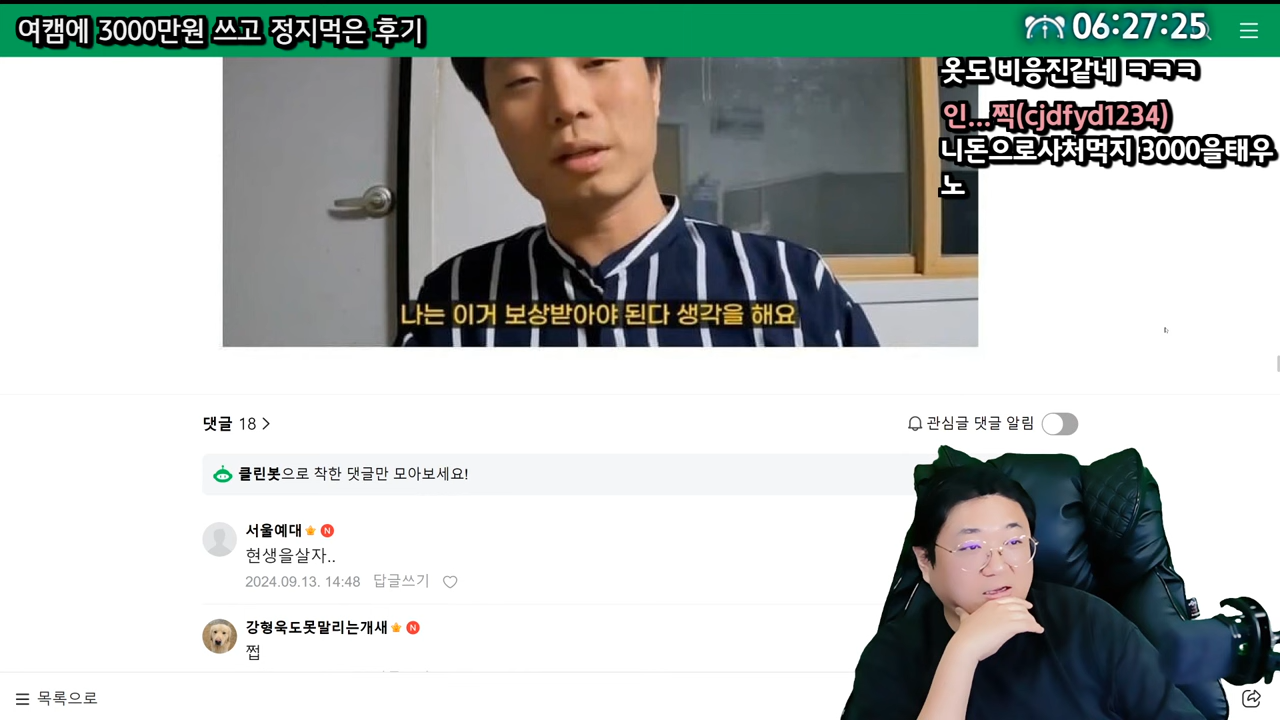 여캠에 3000만원 쓰고 정지먹은 후기
06:27:25
옷도 비응진같네 ㅋㅋㅋ
인...찍(cjdfyd1234)
니돈으로사처먹지 3000을태우
노
나는 이거 보상받아야 된다 생각을 해요
댓글 18 >
관심글 댓글 알림
클린봇으로 착한 댓글만 모아보세요!
서울예대 N
현생을살자..
2024.09.13. 14:48 답글쓰기
강형욱도못말리는개새 N
쩝
목록으로